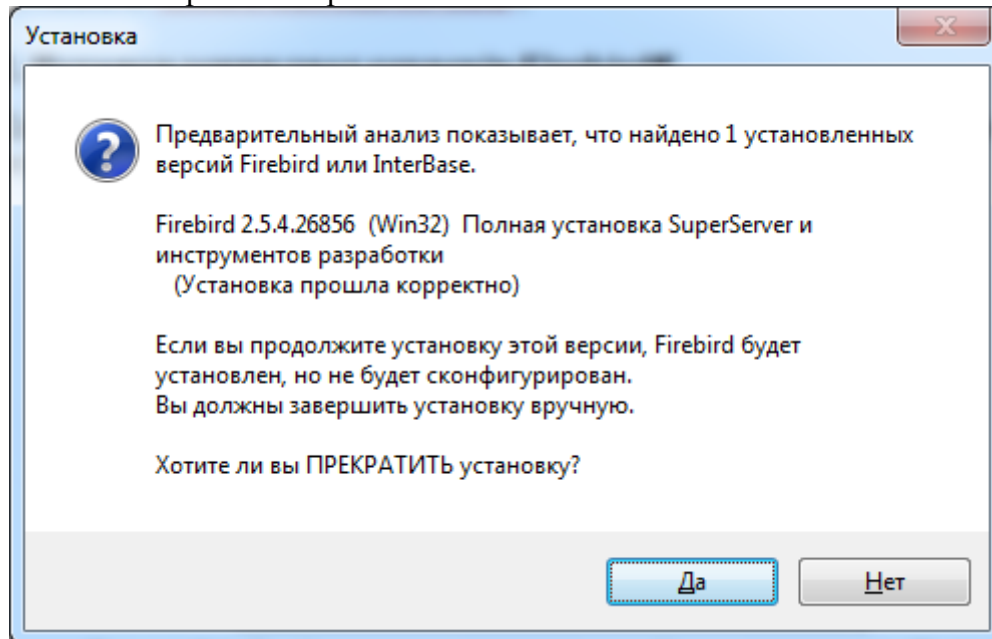 Установка
Предварительный анализ показывает, что найдено 1 установленных
версий Firebird или InterBase.
Firebird 2.5.4.26856 (Win32) Полная установка SuperServer и
инструментов разработки
(Установка прошла корректно)
Если вы продолжите установку этой версии, Firebird будет
установлен, но не будет сконфигурирован.
Вы должны завершить установку вручную.
Хотите ли вы ПРЕКРАТИТЬ установку?
Да
Нет